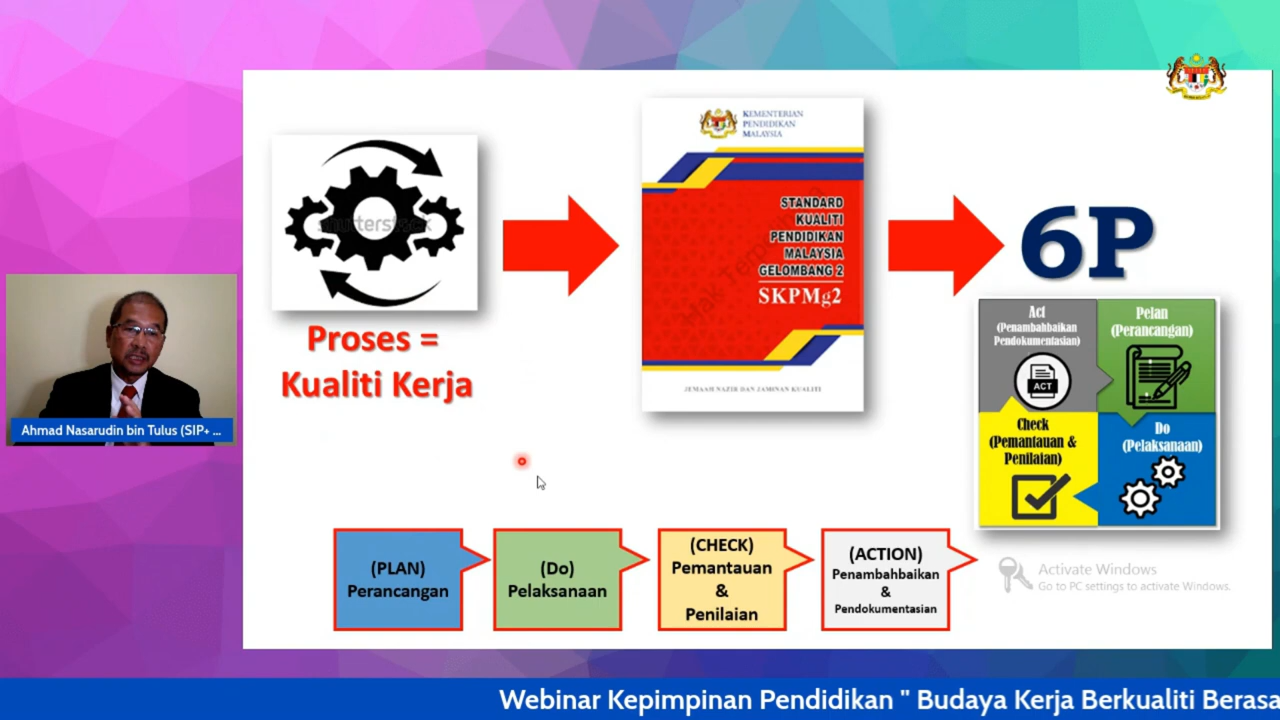 KEMENTERIAN
PENDIDIKAN
MALAYSIA
STANDARD
KUALITI
PENDIDIKAN
MALAYSIA
GELOMBANG 2
SKPMg2
JEMAAH NAZIR DAN JAMINAN KUALITI
shutterstock
Proses =
Kualiti Kerja
6P
Act
(Penambahbaikan
Pendokumentasian)
ACT
Pelan
(Perancangan)
Check
(Pemantauan &
Penilaian)
Do
(Pelaksanaan)
Ahmad Nasarudin bin Tulus (SIP+ ...
(PLAN)
Perancangan
(Do)
Pelaksanaan
(CHECK)
Pemantauan
&
Penilaian
(ACTION)
Penambahbaikan
&
Pendokumentasian
Activate Windows
Go to PC settings to activate Windows.
Webinar Kepimpinan Pendidikan " Budaya Kerja Berkualiti Berasa